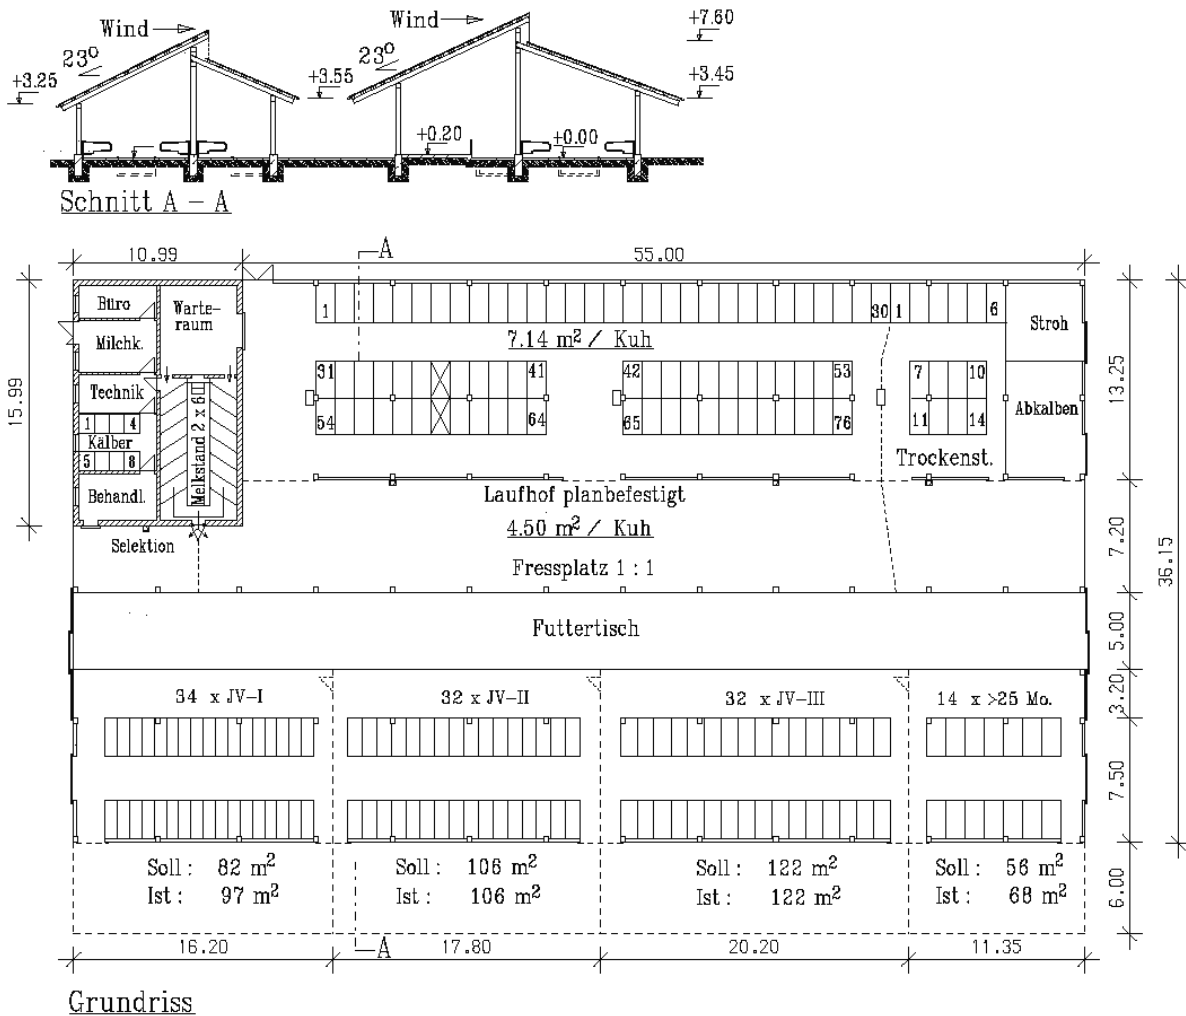 Wind
Wind
+7.60
23°
23°
+3.25
+3.55
+3.45
+0.20
+0.00
Schnitt A - A
10.99
A
55.00
Büro
Warte-
raum
1
30
1
6
Stroh
Milchk.
7.14 m² / Kuh
13.25
15.99
31
41
42
53
7
10
Technik
Melkstand 2 x 6
1
4
Kälber
5
8
54
64
65
76
11
14
Abkalben
Trockenst.
Behandl.
Laufhof planbefestigt
4.50 m² / Kuh
7.20
36.15
Selektion
Fressplatz 1 : 1
Futtertisch
5.00
34 x JV-I
32 x JV-II
32 x JV-III
14 x >25 Mo.
3.20
7.50
Soll : 82 m²
Ist : 97 m²
Soll : 106 m²
Ist : 106 m²
Soll : 122 m²
Ist : 122 m²
Soll : 56 m²
Ist : 68 m²
6.00
16.20
A
17.80
20.20
11.35
Grundriss